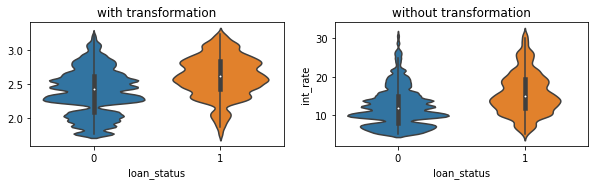 with transformation
3.0
2.5
2.0
0
1
loan_status
without transformation
30
20
10
int_rate
0
1
loan_status